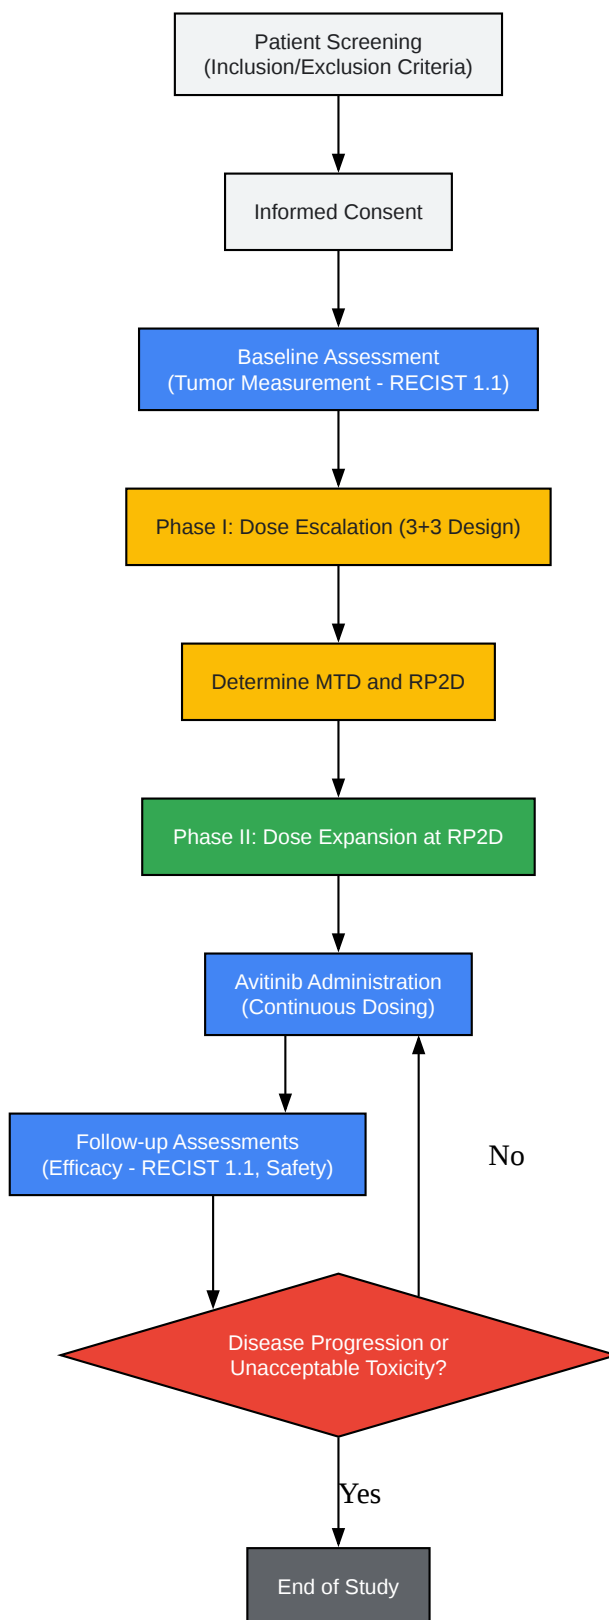 Patient Screening
(Inclusion/Exclusion Criteria)
Informed Consent
Baseline Assessment
(Tumor Measurement - RECIST 1.1)
Phase I: Dose Escalation (3+3 Design)
Determine MTD and RP2D
Phase II: Dose Expansion at RP2D
Avitinib Administration
(Continuous Dosing)
Follow-up Assessments
(Efficacy - RECIST 1.1, Safety)
No
Disease Progression or
Unacceptable Toxicity?
Yes
End of Study